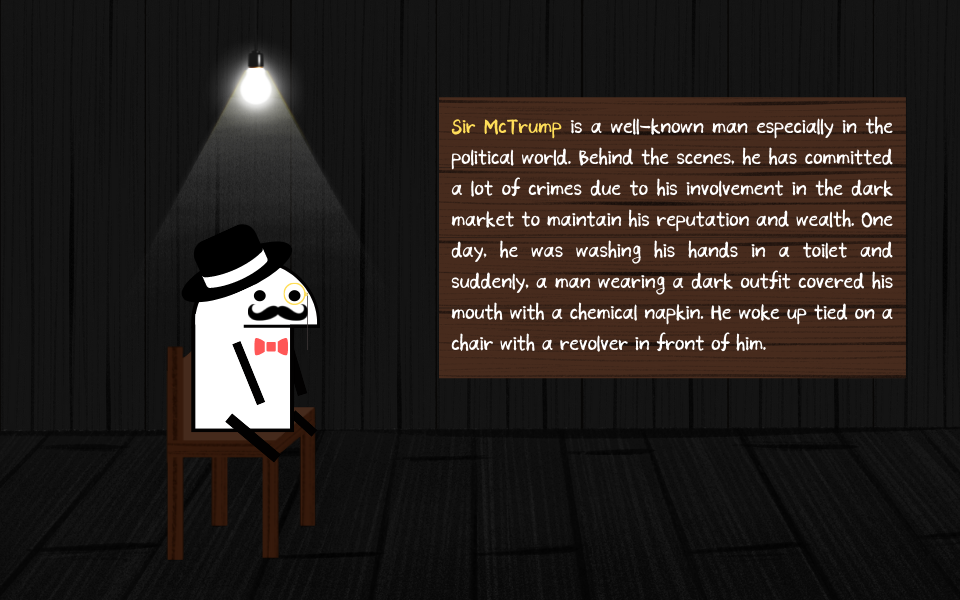 Sir McTrump is a well-known man especially in the
political world. Behind the scenes, he has committed
a lot of crimes due to his involvement in the dark
market to maintain his reputation and wealth. One
day, he was washing his hands in a toilet and
suddenly, a man wearing a dark outfit covered his
mouth with a chemical napkin. He woke up tied on a
chair with a revolver in front of him.